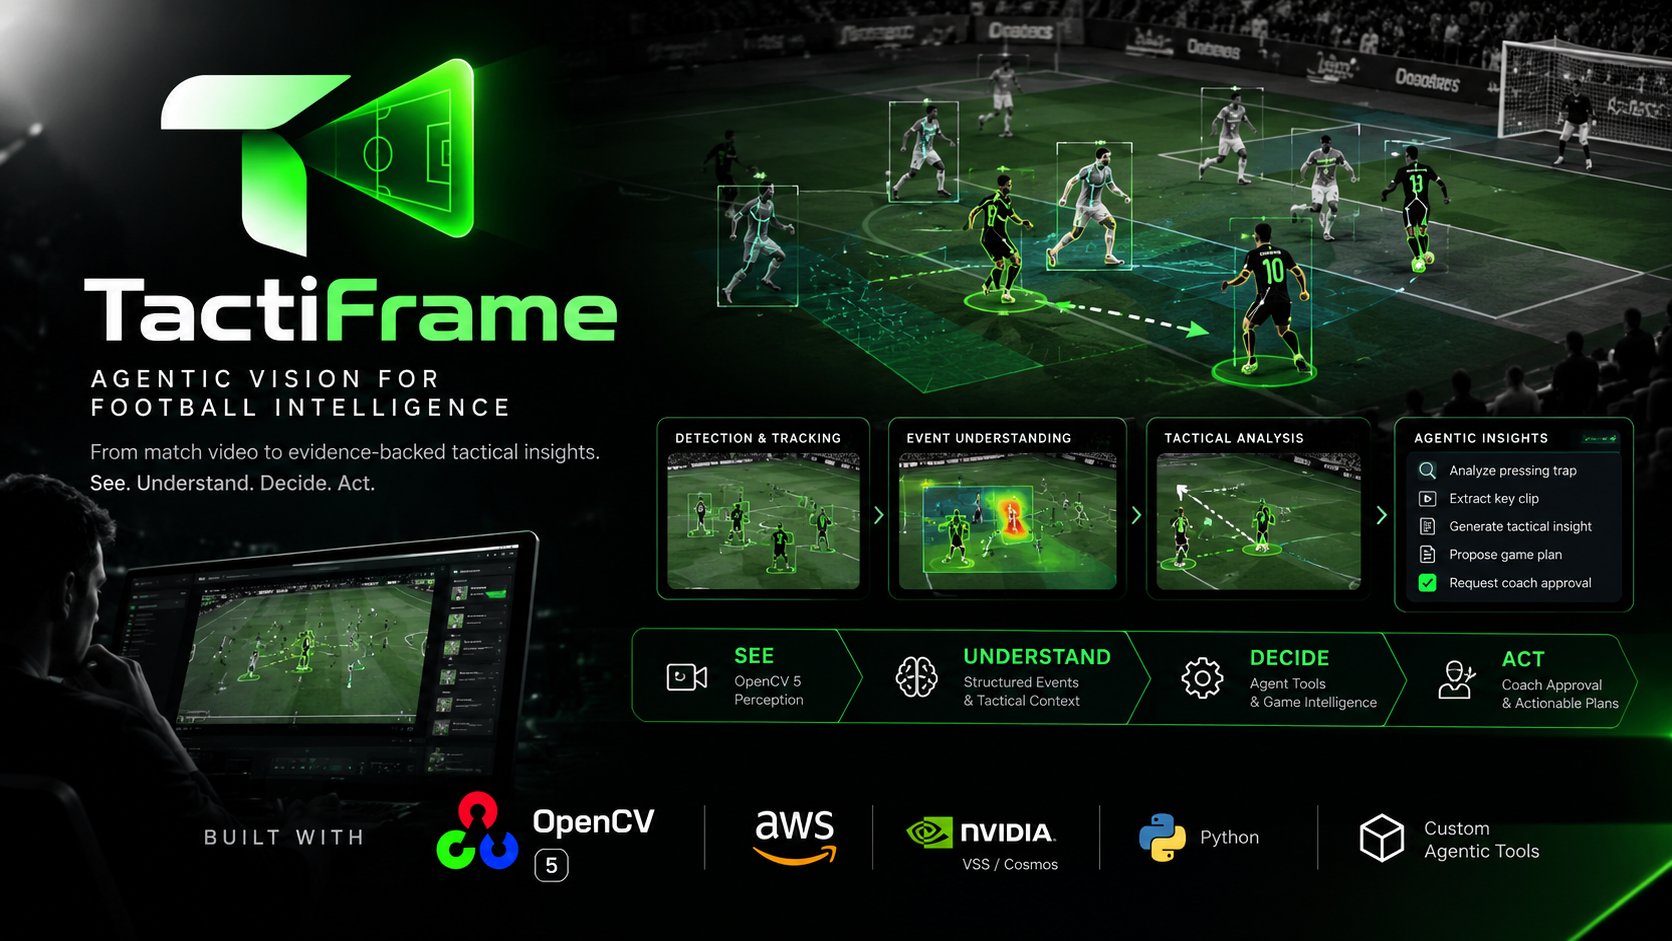 TactiFrame
AGENTIC VISION FOR
FOOTBALL INTELLIGENCE
From match video to evidence-backed tactical insights.
See. Understand. Decide. Act.
13
10
DETECTION & TRACKING
EVENT UNDERSTANDING
TACTICAL ANALYSIS
AGENTIC INSIGHTS
Analyze pressing trap
Extract key clip
Generate tactical insight
Propose game plan
Request coach approval
SEE
OpenCV 5
Perception
UNDERSTAND
Structured Events
& Tactical Context
DECIDE
Agent Tools
& Game Intelligence
ACT
Coach Approval
& Actionable Plans
BUILT WITH
OpenCV
5
aws
NVIDIA.
VSS / Cosmos
Python
Custom
Agentic Tools